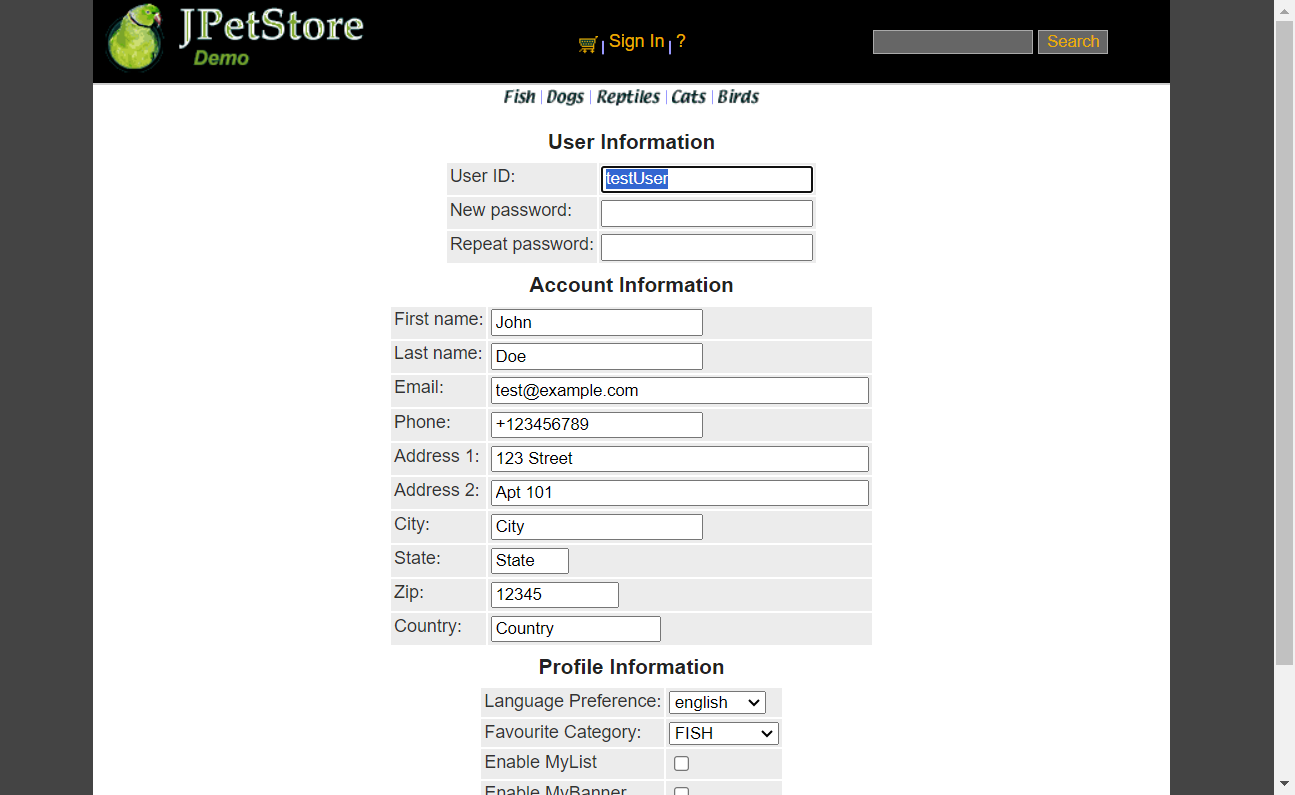 JPetStore
Demo
Sign In ?
Search
Fish Dogs Reptiles Cats Birds
User Information
User ID: testUser
New password:
Repeat password:
Account Information
First name: John
Last name: Doe
Email: test@example.com
Phone: +123456789
Address 1: 123 Street
Address 2: Apt 101
City: City
State: State
Zip: 12345
Country: Country
Profile Information
Language Preference: english
Favourite Category: FISH
Enable MyList
Enable MyBanner